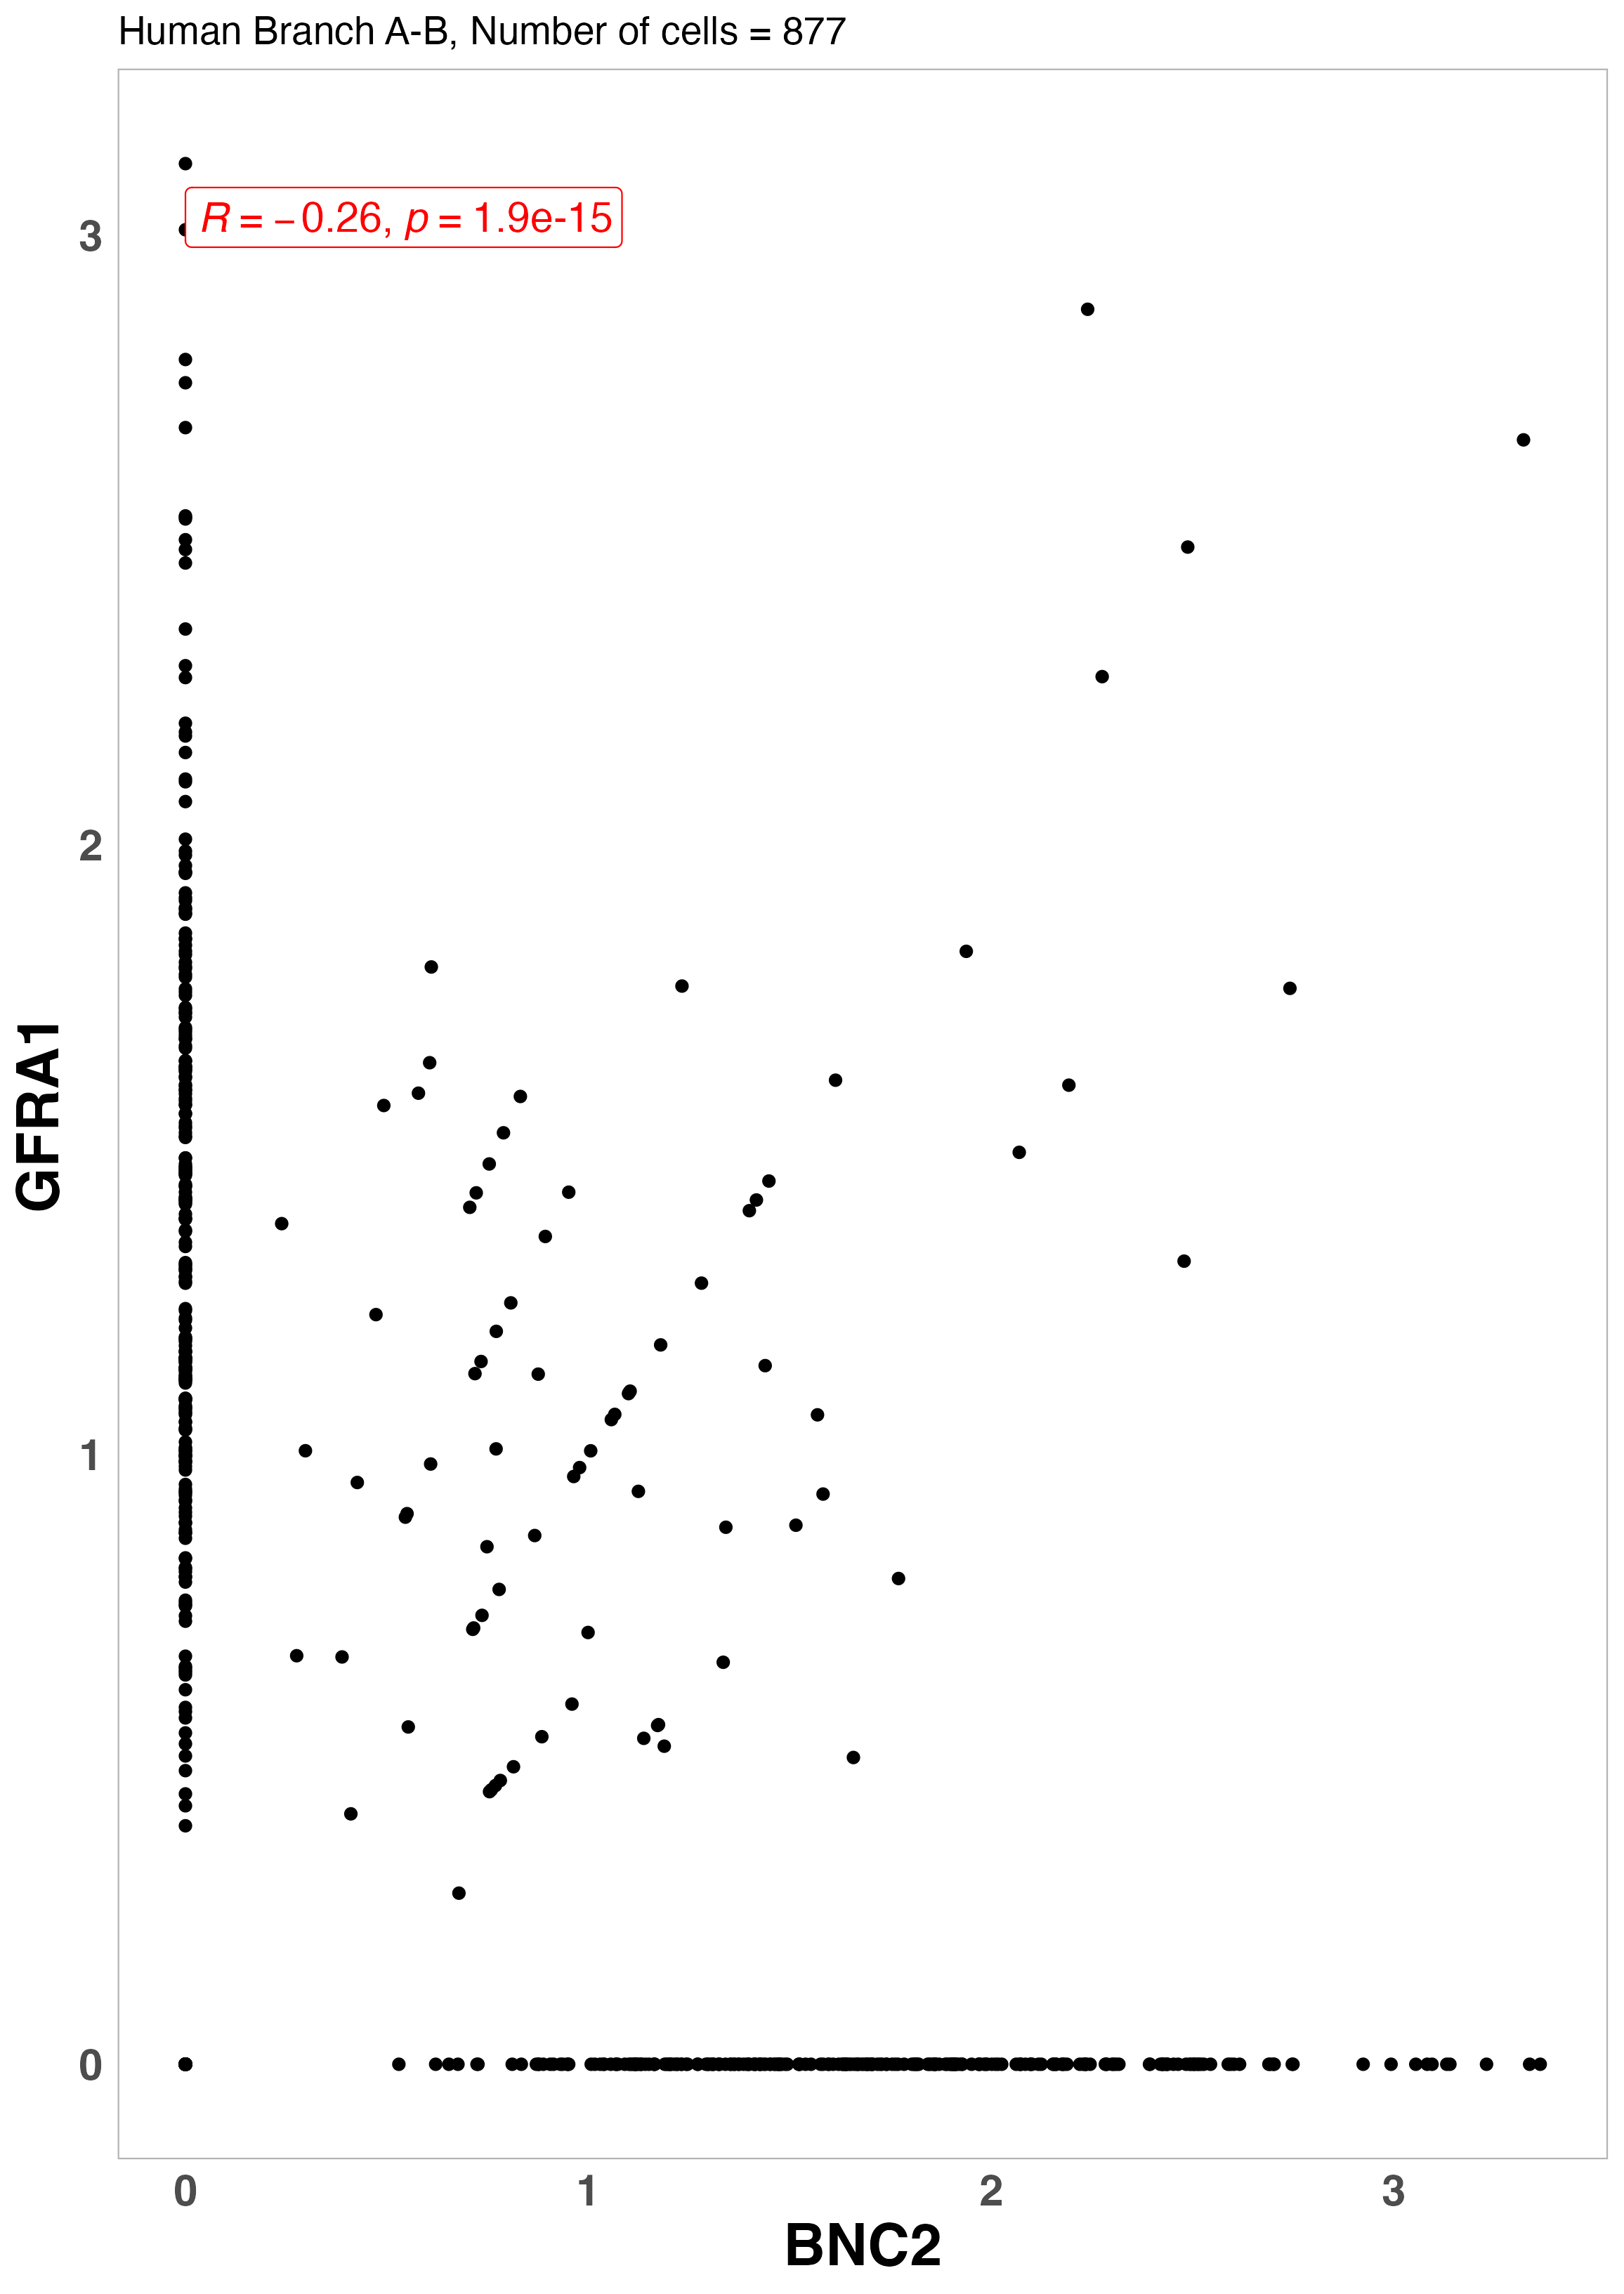 Human Branch A-B, Number of cells = 877
R = −0.26, p = 1.9e-15
3
2
1
0
GFRA1
0 1 2 3
BNC2